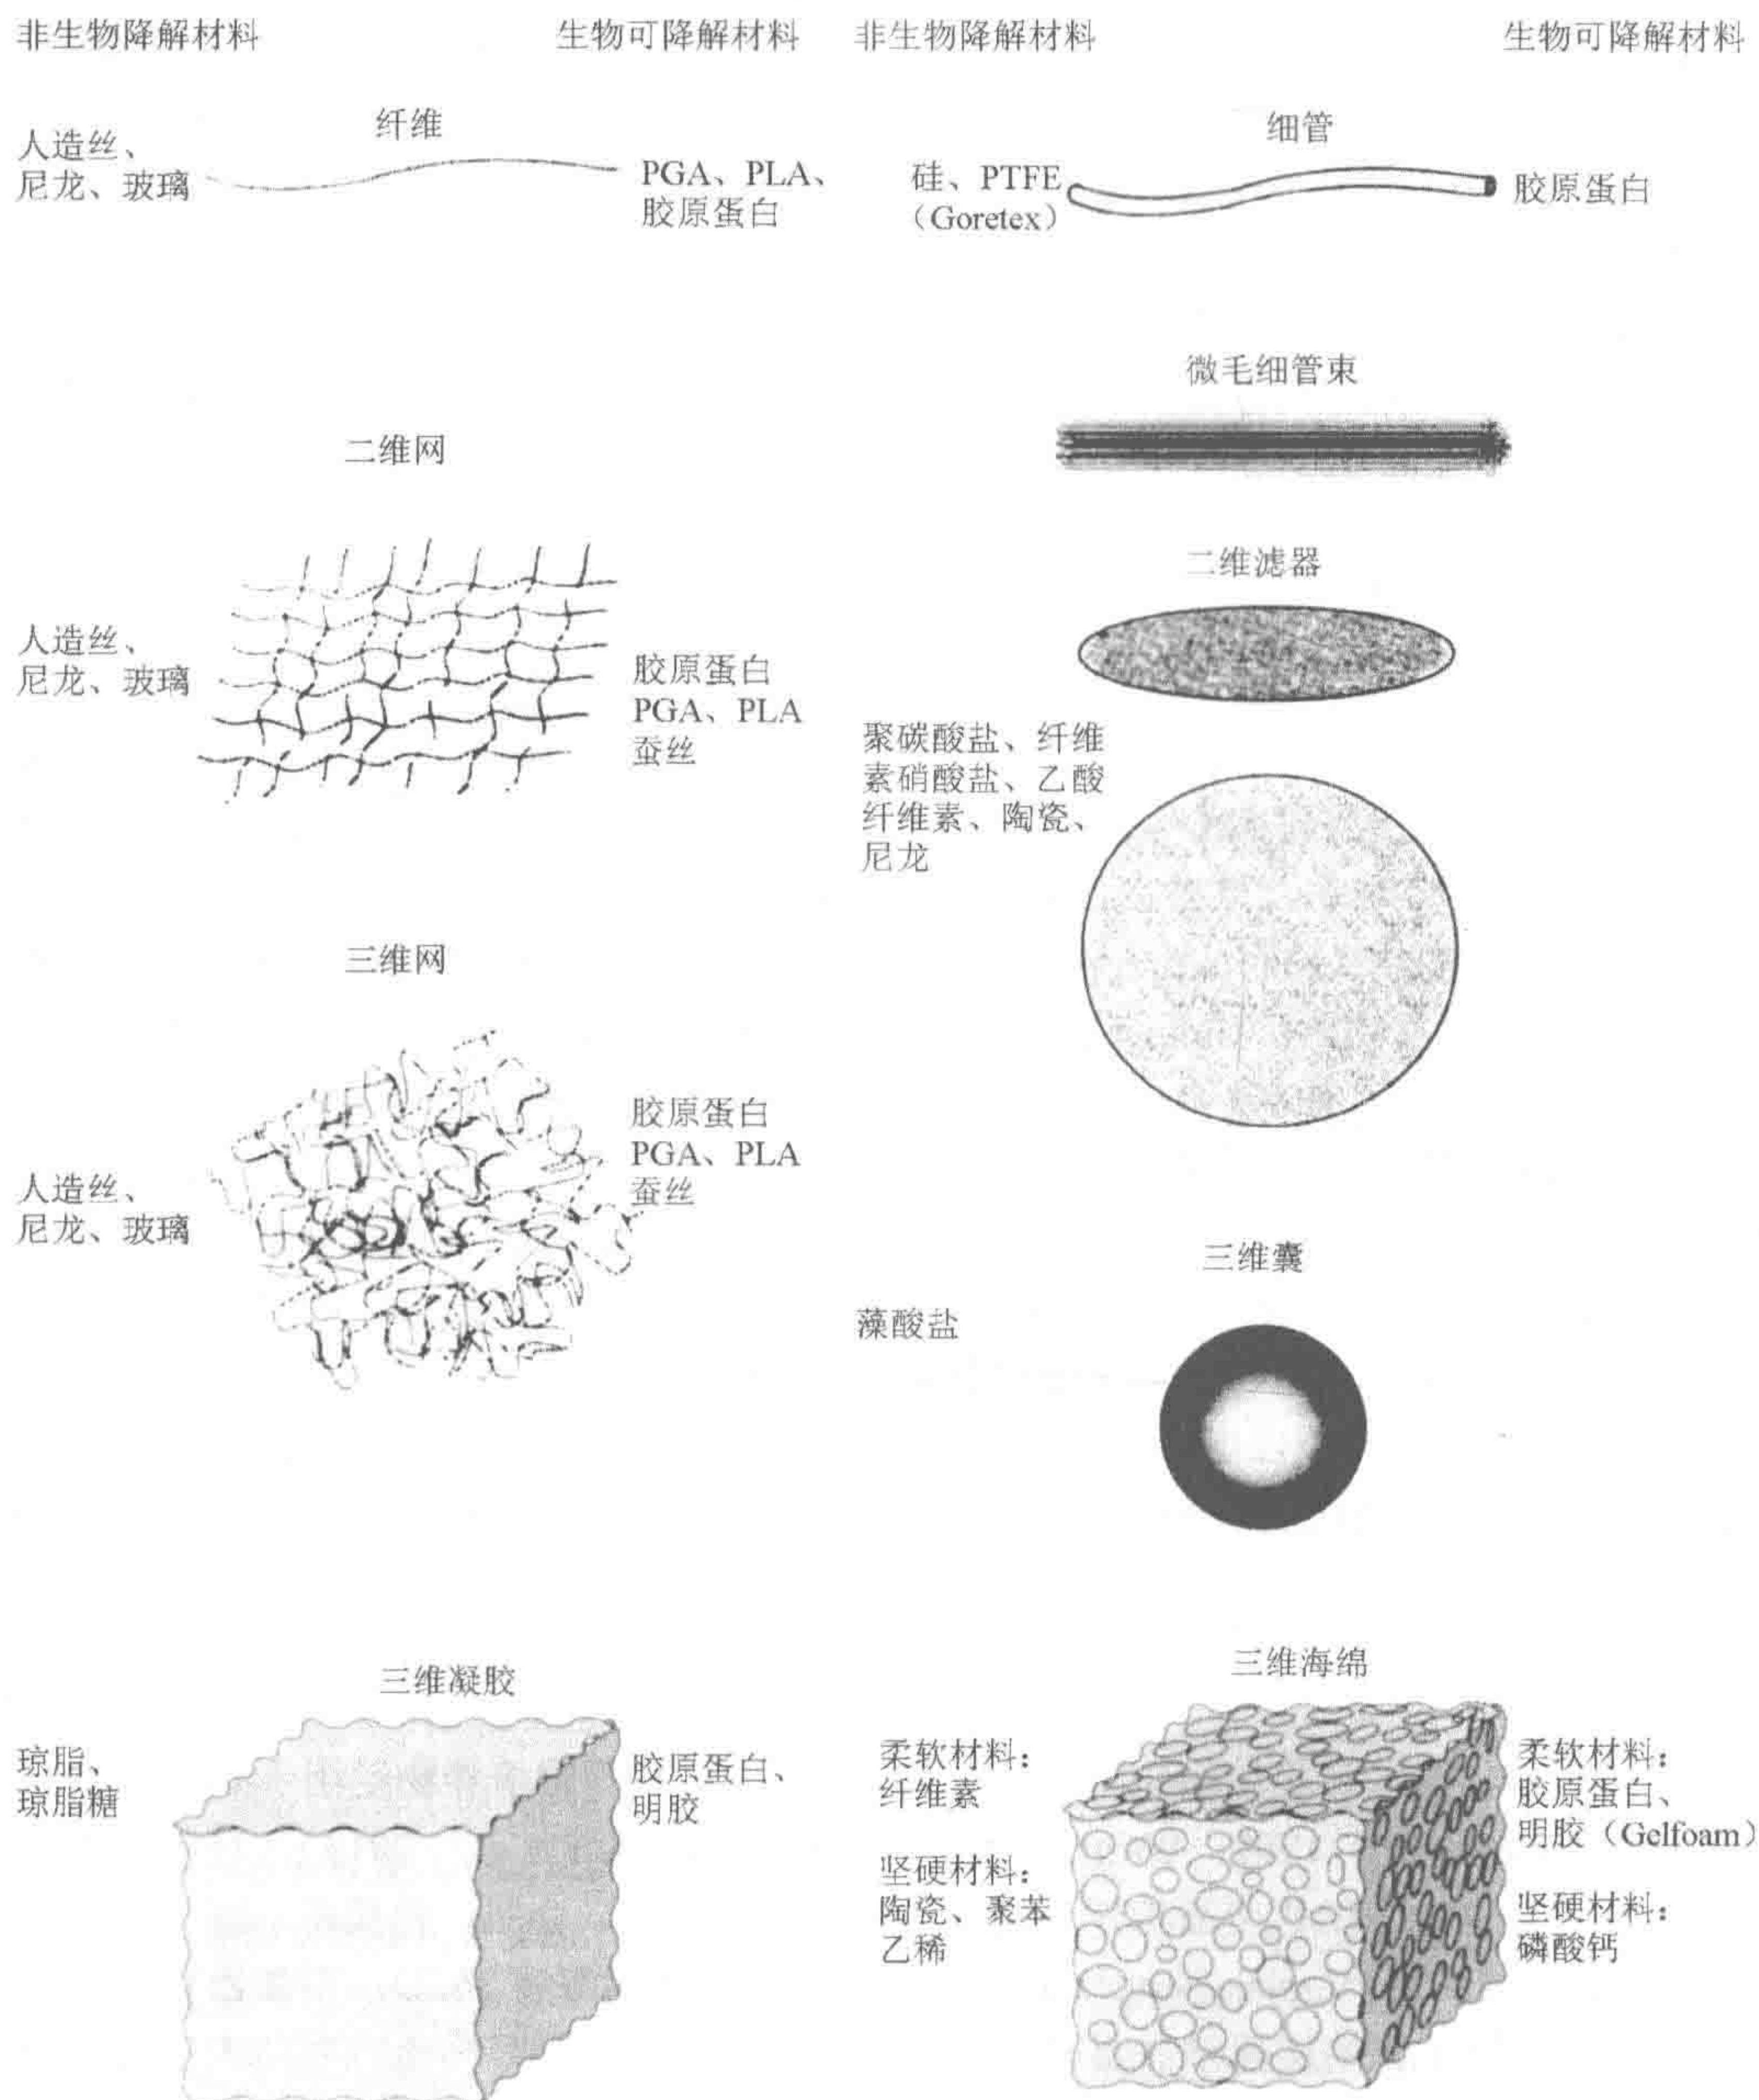 非生物降解材料
生物可降解材料
纤维
人造丝、
尼龙、玻璃
PGA、PLA、
胶原蛋白
二维网
人造丝、
尼龙、玻璃
胶原蛋白
PGA、PLA
蚕丝
三维网
人造丝、
尼龙、玻璃
胶原蛋白
PGA、PLA
蚕丝
三维凝胶
琼脂、
琼脂糖
胶原蛋白、
明胶
非生物降解材料
生物可降解材料
细管
硅、PTFE
（Goretex）
胶原蛋白
微毛细管束
二维滤器
聚碳酸盐、纤维
素硝酸盐、乙酸
纤维素、陶瓷、
尼龙
三维囊
藻酸盐
三维海绵
柔软材料：
纤维素
坚硬材料：
陶瓷、聚苯
乙稀
柔软材料：
胶原蛋白、
明胶（Gelfoam）
坚硬材料：
磷酸钙